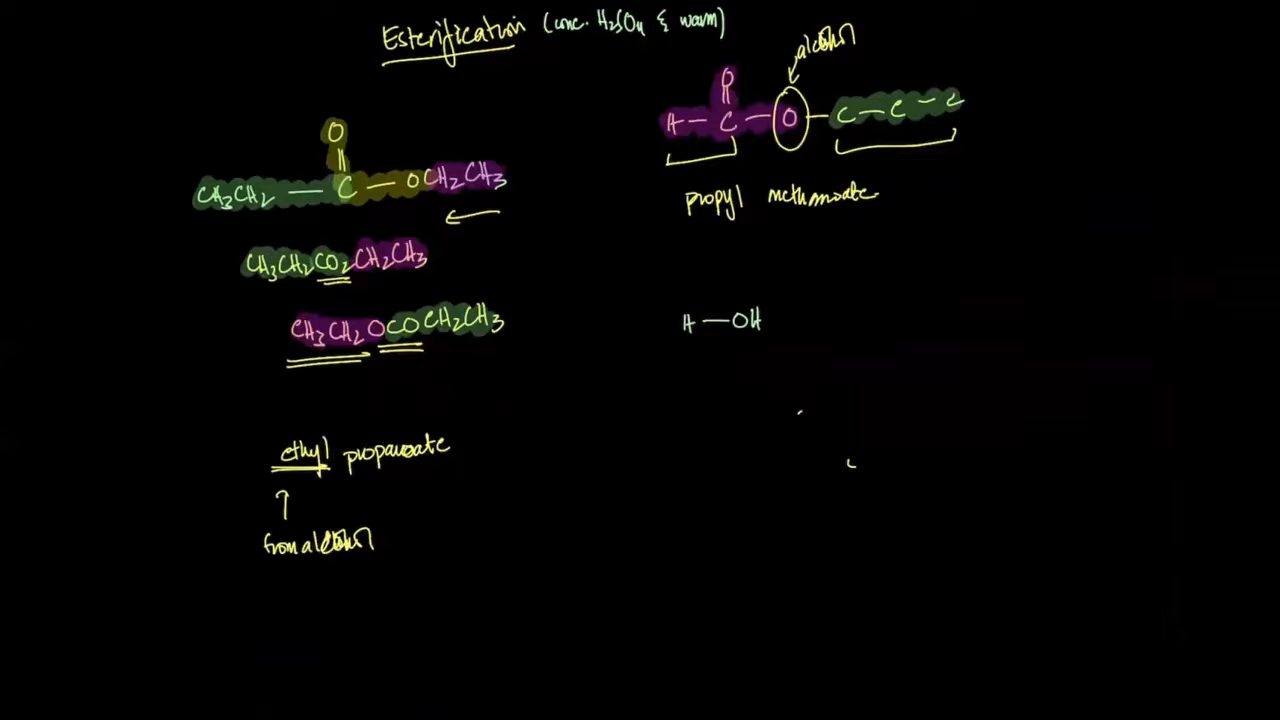 Esterification (conc. H₂SO₄ & warm)
alcohol
O
||
H — C — O — C — C — C
propyl methanoate
O
||
CH₃CH₂ — C — OCH₂CH₃
CH₃CH₂CO₂CH₂CH₃
CH₃CH₂OCOCH₂CH₃
H — OH
ethyl propanoate
↑
from alcohol